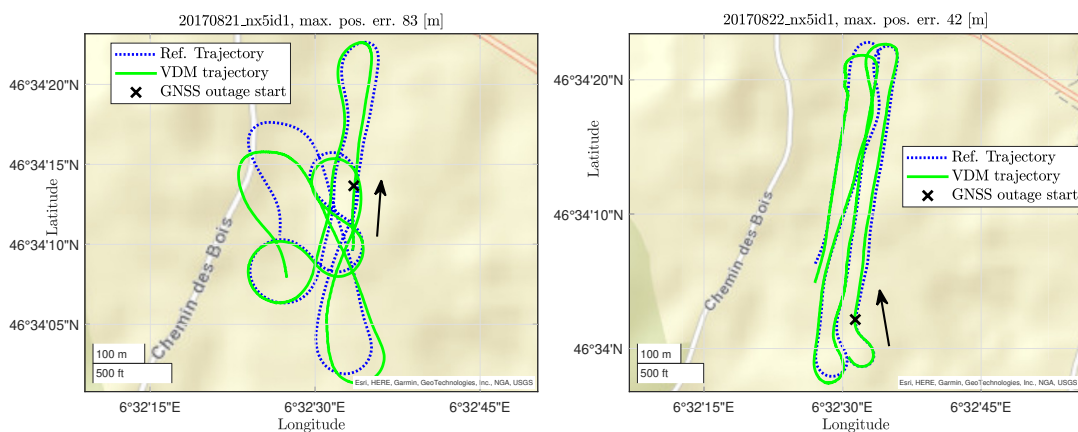 20170821_nx5id1, max. pos. err. 83 [m]
Ref. Trajectory
VDM trajectory
GNSS outage start
46°34'20"N
46°34'15"N
46°34'10"N
46°34'05"N
Latitude
Chemin des Bois
100 m
500 ft
Esri, HERE, Garmin, GeoTechnologies, Inc., NGA, USGS
6°32'15"E
6°32'30"E
6°32'45"E
Longitude
20170822_nx5id1, max. pos. err. 42 [m]
46°34'20"N
46°34'10"N
46°34'N
Latitude
Chemin des Bois
Ref. Trajectory
VDM trajectory
GNSS outage start
100 m
500 ft
Esri, HERE, Garmin, GeoTechnologies, Inc., NGA, USGS
6°32'15"E
6°32'30"E
6°32'45"E
Longitude